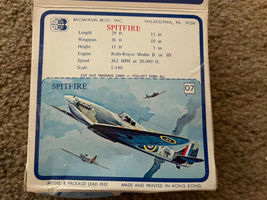 BACHMANN BROS., INC. PHILADELPHIA, PA. 19124
SPITFIRE
Length 29 ft 11 in
Wingspan 36 ft 10 in
Height 11 ft 5 in
Engine Rolls-Royce Merlin II or III
Speed 362 MPH at 20,000 ft.
Scale 1:140
CUT OUT TRADING CARD — COLLECT THEM ALL
SPITFIRE
07
MODEL & PACKAGE LEAD FREE MADE AND PRINTED IN HONG KONG